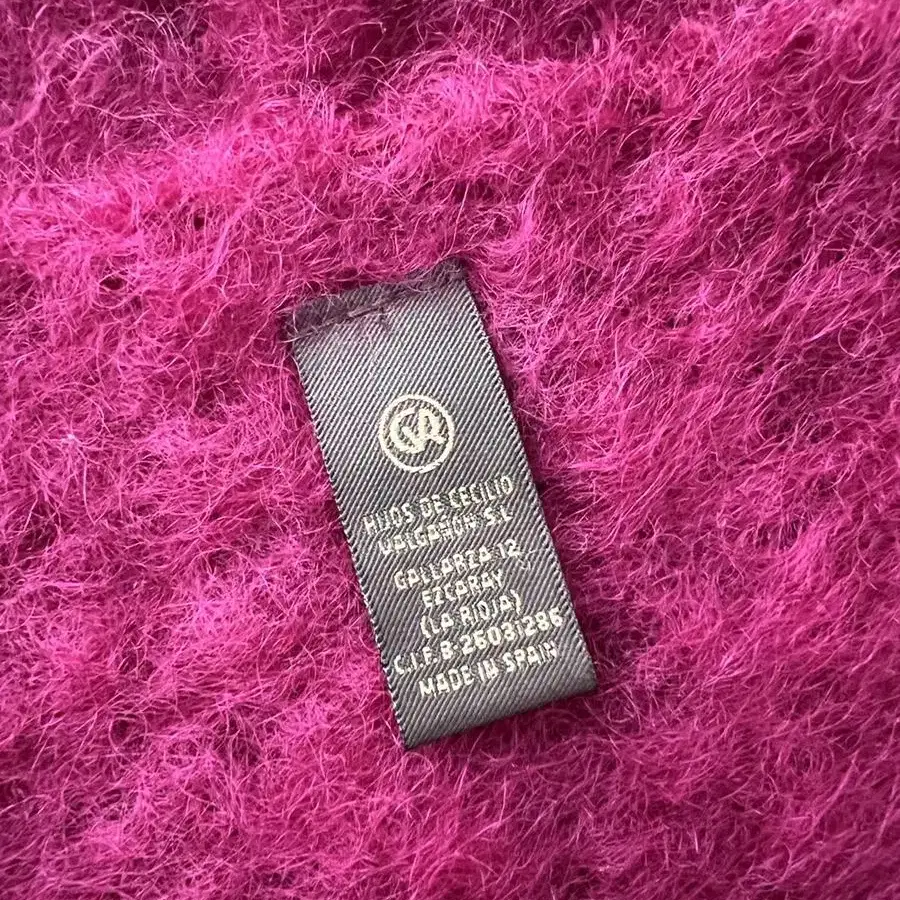 HIJOS DE CECILIO
VALGAÑON S.L
GALLARZA 12
EZCARAY
(LA RIOJA)
C.I.F. B-26031286
MADE IN SPAIN